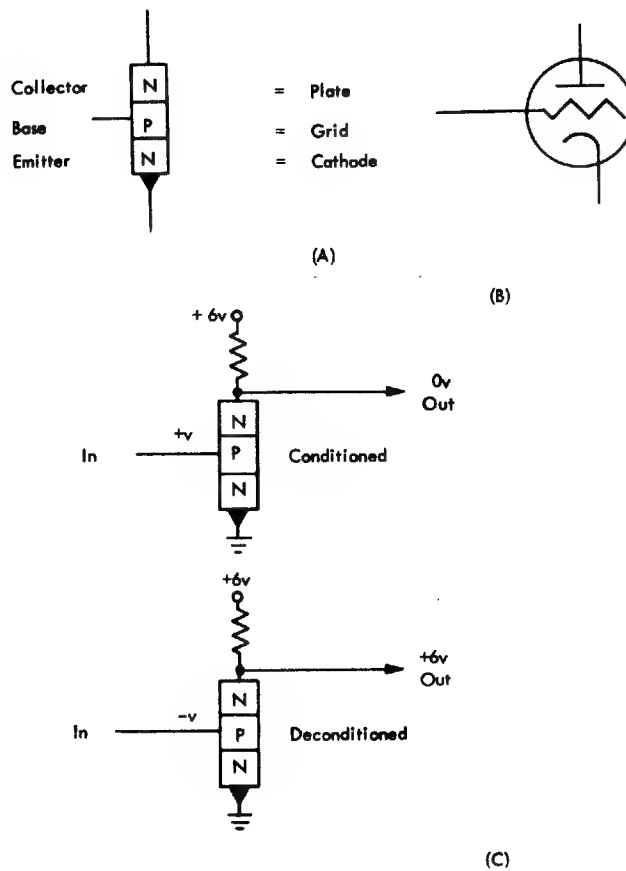 Collector N = Plate
Base P = Grid
Emitter N = Cathode
(A)
(B)
+ 6v
0v
Out
N
In +v P Conditioned
N
+6v
+6v
Out
N
In -v P Deconditioned
N
(C)